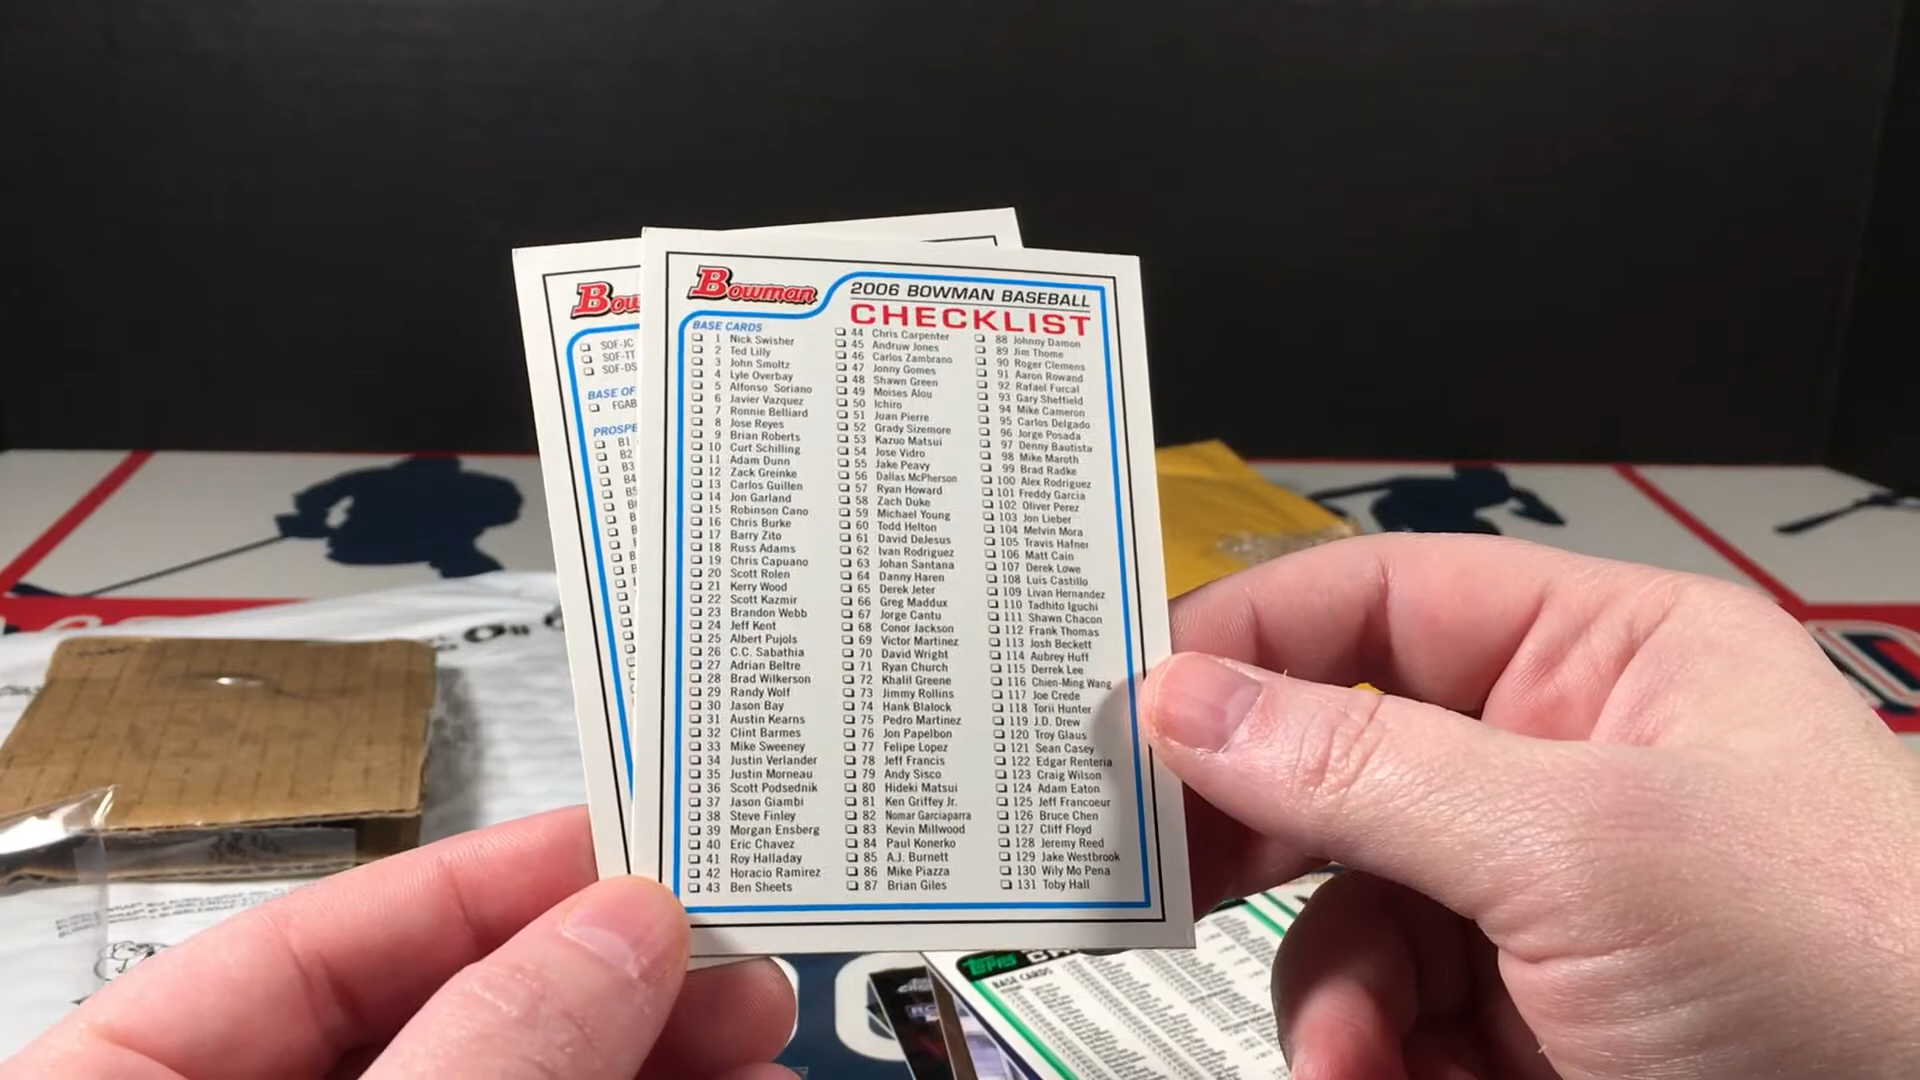 Bowman
2006 BOWMAN BASEBALL
CHECKLIST
BASE CARDS
1 Nick Swisher
2 Ted Lilly
3 John Smoltz
4 Lyle Overbay
5 Alfonso Soriano
6 Javier Vazquez
7 Ronnie Belliard
8 Jose Reyes
9 Brian Roberts
10 Curt Schilling
11 Adam Dunn
12 Zack Greinke
13 Carlos Guillen
14 Jon Garland
15 Robinson Cano
16 Chris Burke
17 Barry Zito
18 Russ Adams
19 Chris Capuano
20 Scott Rolen
21 Kerry Wood
22 Scott Kazmir
23 Brandon Webb
24 Jeff Kent
25 Albert Pujols
26 C.C. Sabathia
27 Adrian Beltre
28 Brad Wilkerson
29 Randy Wolf
30 Jason Bay
31 Austin Kearns
32 Clint Barmes
33 Mike Sweeney
34 Justin Verlander
35 Justin Morneau
36 Scott Podsednik
37 Jason Giambi
38 Steve Finley
39 Morgan Ensberg
40 Eric Chavez
41 Roy Halladay
42 Horacio Ramirez
43 Ben Sheets
44 Chris Carpenter
45 Andruw Jones
46 Carlos Zambrano
47 Jonny Gomes
48 Shawn Green
49 Moises Alou
50 Ichiro
51 Juan Pierre
52 Grady Sizemore
53 Kazuo Matsui
54 Jose Vidro
55 Jake Peavy
56 Dallas McPherson
57 Ryan Howard
58 Zach Duke
59 Michael Young
60 Todd Helton
61 David DeJesus
62 Ivan Rodriguez
63 Johan Santana
64 Danny Haren
65 Derek Jeter
66 Greg Maddux
67 Jorge Cantu
68 Conor Jackson
69 Victor Martinez
70 David Wright
71 Ryan Church
72 Khalil Greene
73 Jimmy Rollins
74 Hank Blalock
75 Pedro Martinez
76 Jon Papelbon
77 Felipe Lopez
78 Jeff Francis
79 Andy Sisco
80 Hideki Matsui
81 Ken Griffey Jr.
82 Nomar Garciaparra
83 Kevin Millwood
84 Paul Konerko
85 A.J. Burnett
86 Mike Piazza
87 Brian Giles
88 Johnny Damon
89 Jim Thome
90 Roger Clemens
91 Aaron Rowand
92 Rafael Furcal
93 Gary Sheffield
94 Mike Cameron
95 Carlos Delgado
96 Jorge Posada
97 Denny Bautista
98 Mike Maroth
99 Brad Radke
100 Alex Rodriguez
101 Freddy Garcia
102 Oliver Perez
103 Jon Lieber
104 Melvin Mora
105 Travis Hafner
106 Matt Cain
107 Derek Lowe
108 Luis Castillo
109 Livan Hernandez
110 Tadhito Iguchi
111 Shawn Chacon
112 Frank Thomas
113 Josh Beckett
114 Aubrey Huff
115 Derrek Lee
116 Chien-Ming Wang
117 Joe Crede
118 Torii Hunter
119 J.D. Drew
120 Troy Glaus
121 Sean Casey
122 Edgar Renteria
123 Craig Wilson
124 Adam Eaton
125 Jeff Francoeur
126 Bruce Chen
127 Cliff Floyd
128 Jeremy Reed
129 Jake Westbrook
130 Wily Mo Pena
131 Toby Hall
Bow
SOF-JC
SOF-TT
SOF-DS
BASE OF
FGAB
PROSPE
B1
B2
B3
B4
Topps
BASE CARDS